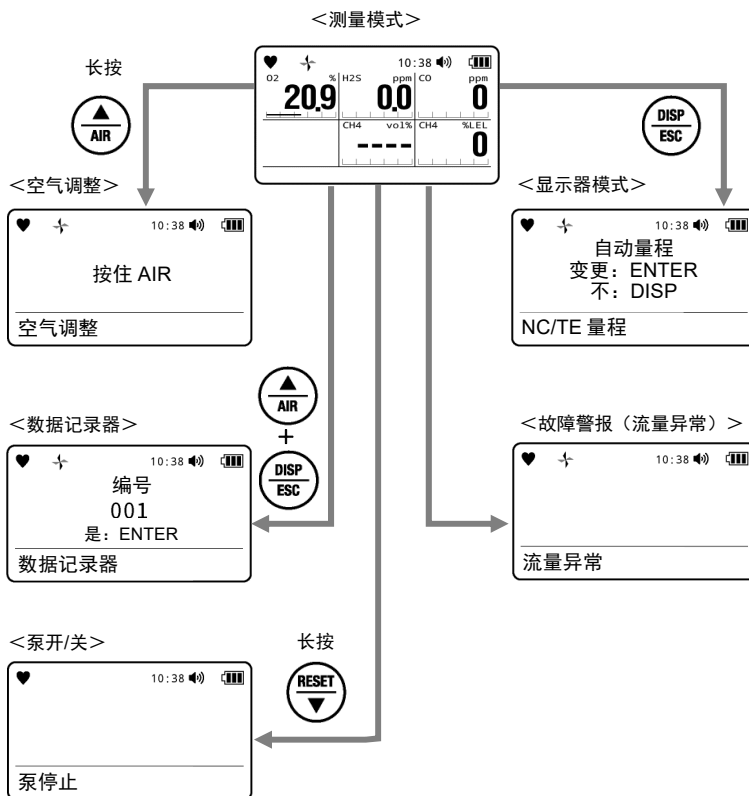 ＜测量模式＞
10:38
O2 % H2S ppm CO ppm
20.9 0.0 0
CH4 vol% CH4 %LEL
---- 0
长按
▲
AIR
DISP
ESC
＜空气调整＞
10:38
按住 AIR
空气调整
＜显示器模式＞
10:38
自动量程
变更：ENTER
不：DISP
NC/TE 量程
▲
AIR
+
DISP
ESC
＜数据记录器＞
10:38
编号
001
是：ENTER
数据记录器
＜故障警报（流量异常）＞
10:38
流量异常
＜泵开/关＞
10:38
泵停止
长按
RESET
▼